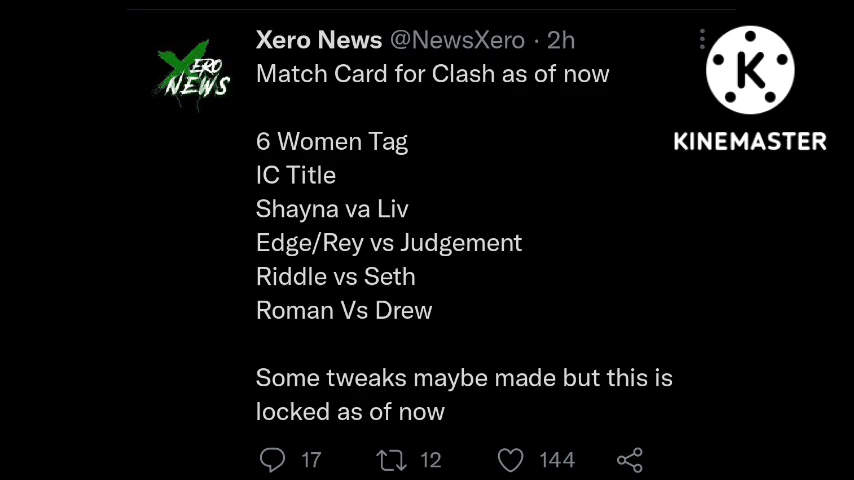 Xero News @NewsXero · 2h
Match Card for Clash as of now
6 Women Tag
IC Title
Shayna va Liv
Edge/Rey vs Judgement
Riddle vs Seth
Roman Vs Drew
Some tweaks maybe made but this is
locked as of now
17 12 144
XERO
NEWS
K
KINEMASTER